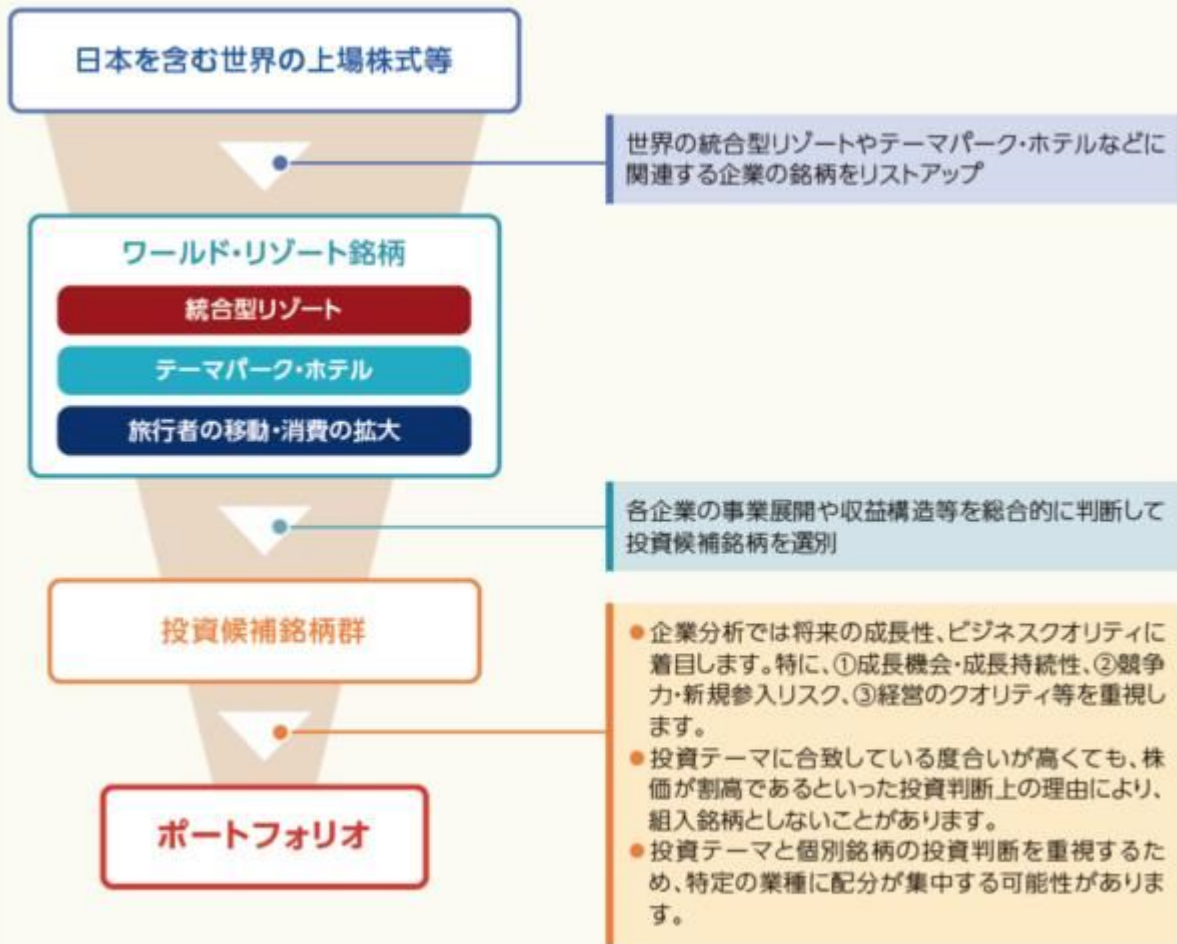 日本を含む世界の上場株式等
世界の統合型リゾートやテーマパーク・ホテルなどに
関連する企業の銘柄をリストアップ
ワールド・リゾート銘柄
統合型リゾート
テーマパーク・ホテル
旅行者の移動・消費の拡大
各企業の事業展開や収益構造等を総合的に判断して
投資候補銘柄を選別
投資候補銘柄群
●企業分析では将来の成長性、ビジネスクオリティに
着目します。特に、①成長機会・成長持続性、②競争
力・新規参入リスク、③経営のクオリティ等を重視し
ます。
●投資テーマに合致している度合いが高くても、株
価が割高であるといった投資判断上の理由により、
組入銘柄としないことがあります。
●投資テーマと個別銘柄の投資判断を重視するた
め、特定の業種に配分が集中する可能性がありま
す。
ポートフォリオ